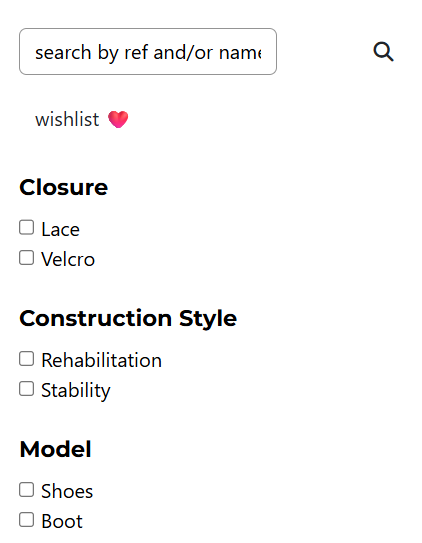 search by ref and/or name
wishlist
Closure
Lace
Velcro
Construction Style
Rehabilitation
Stability
Model
Shoes
Boot